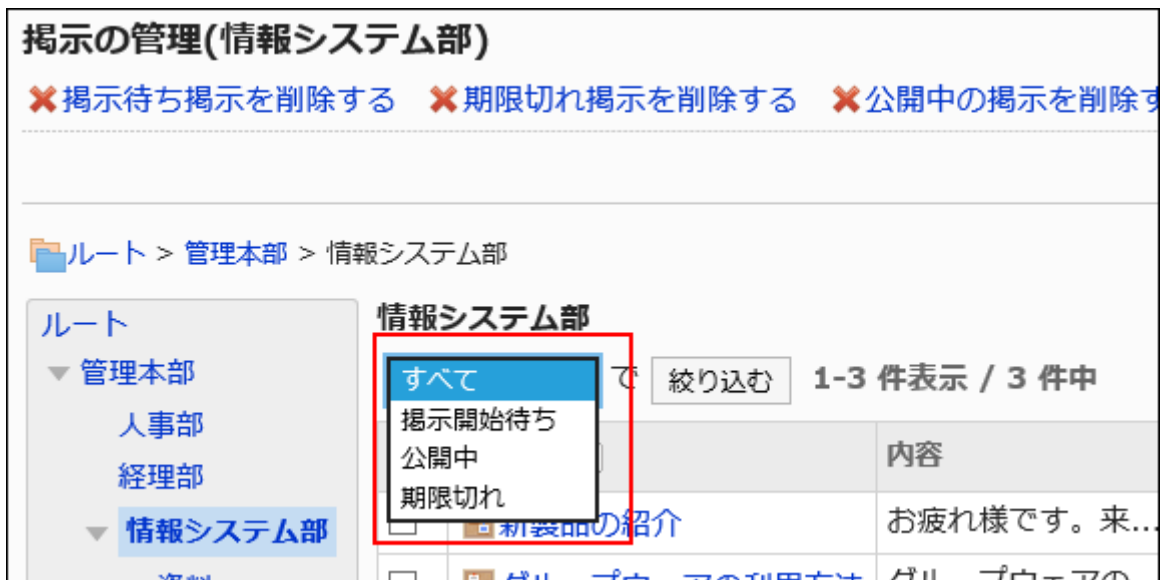 掲示の管理(情報システム部)
掲示待ち掲示を削除する 期限切れ掲示を削除する 公開中の掲示を削除す
ルート > 管理本部 > 情報システム部
ルート
管理本部
人事部
経理部
情報システム部
情報システム部
すべて
掲示開始待ち
公開中
期限切れ
で 絞り込む 1-3 件表示 / 3 件中
内容
新製品の紹介 お疲れ様です。来...